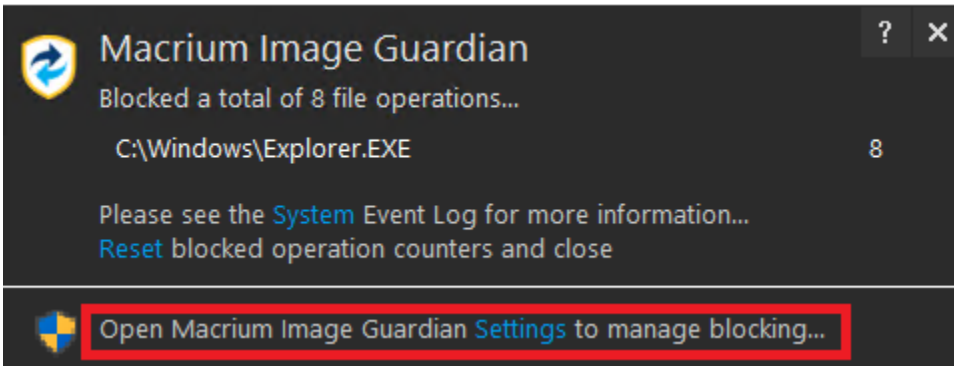 Macrium Image Guardian ? ×
Blocked a total of 8 file operations...
C:\Windows\Explorer.EXE 8
Please see the System Event Log for more information...
Reset blocked operation counters and close
Open Macrium Image Guardian Settings to manage blocking...